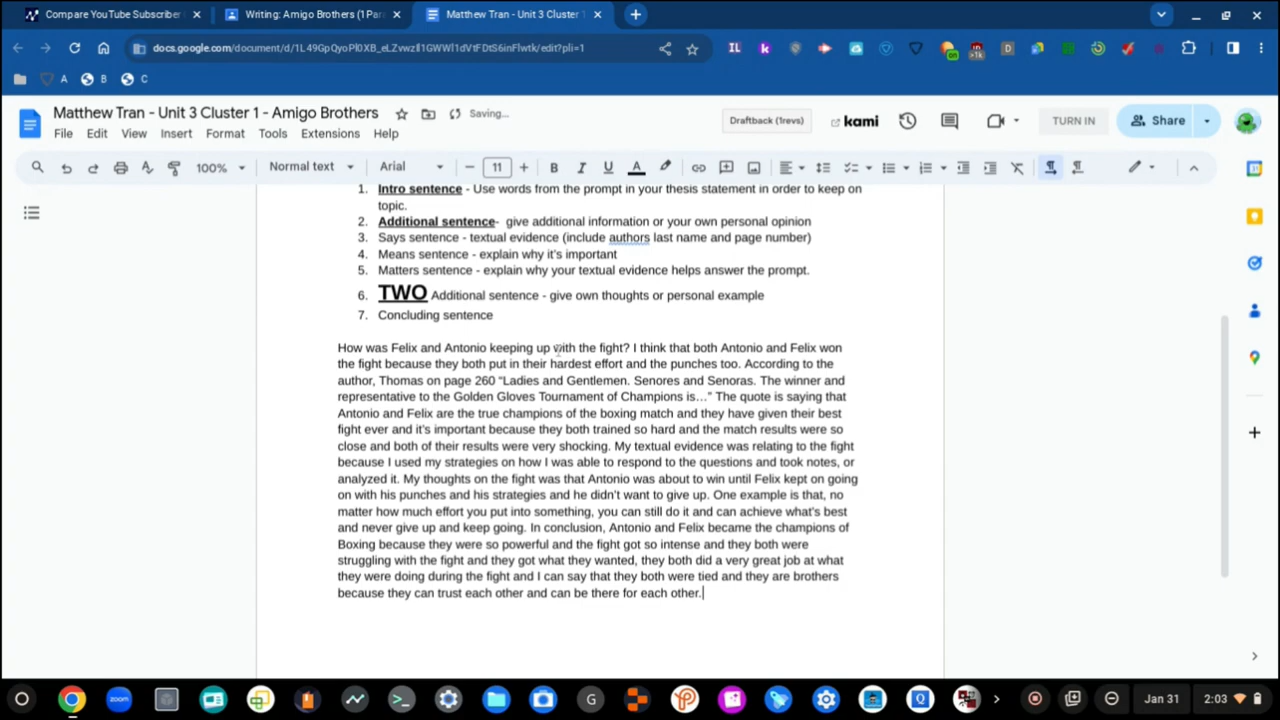 Compare YouTube Subscriber
Writing: Amigo Brothers (1 Para
Matthew Tran - Unit 3 Cluster 1
A
B
C
Matthew Tran - Unit 3 Cluster 1 - Amigo Brothers
Saving...
File Edit View Insert Format Tools Extensions Help
Draftback (1revs)
kami
TURN IN
Share
100%
Normal text
Arial
11
1. Intro sentence - Use words from the prompt in your thesis statement in order to keep on
topic.
2. Additional sentence- give additional information or your own personal opinion
3. Says sentence - textual evidence (include authors last name and page number)
4. Means sentence - explain why it's important
5. Matters sentence - explain why your textual evidence helps answer the prompt.
6. TWO Additional sentence - give own thoughts or personal example
7. Concluding sentence
How was Felix and Antonio keeping up with the fight? I think that both Antonio and Felix won
the fight because they both put in their hardest effort and the punches too. According to the
author, Thomas on page 260 “Ladies and Gentlemen. Senores and Senoras. The winner and
representative to the Golden Gloves Tournament of Champions is…” The quote is saying that
Antonio and Felix are the true champions of the boxing match and they have given their best
fight ever and it's important because they both trained so hard and the match results were so
close and both of their results were very shocking. My textual evidence was relating to the fight
because I used my strategies on how I was able to respond to the questions and took notes, or
analyzed it. My thoughts on the fight was that Antonio was about to win until Felix kept on going
on with his punches and his strategies and he didn't want to give up. One example is that, no
matter how much effort you put into something, you can still do it and can achieve what's best
and never give up and keep going. In conclusion, Antonio and Felix became the champions of
Boxing because they were so powerful and the fight got so intense and they both were
struggling with the fight and they got what they wanted, they both did a very great job at what
they were doing during the fight and I can say that they both were tied and they are brothers
because they can trust each other and can be there for each other.
zoom
Jan 31
2:03